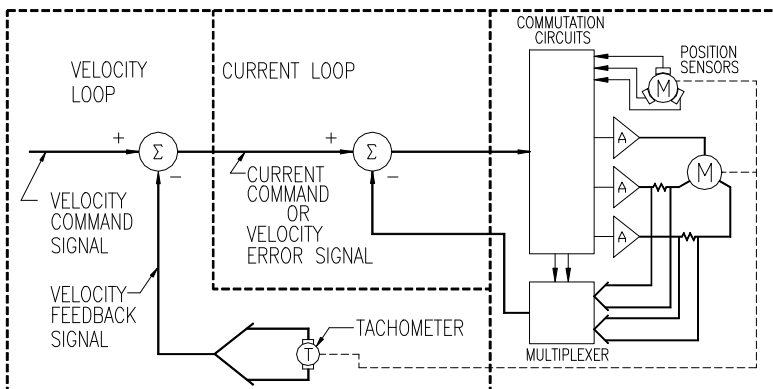 COMMUTATION
CIRCUITS
VELOCITY
LOOP
CURRENT LOOP
POSITION
SENSORS
M
+
Σ
−
+
Σ
−
A
M
A
A
VELOCITY
COMMAND
SIGNAL
CURRENT
COMMAND
OR
VELOCITY
ERROR SIGNAL
VELOCITY
FEEDBACK
SIGNAL
TACHOMETER
T
MULTIPLEXER